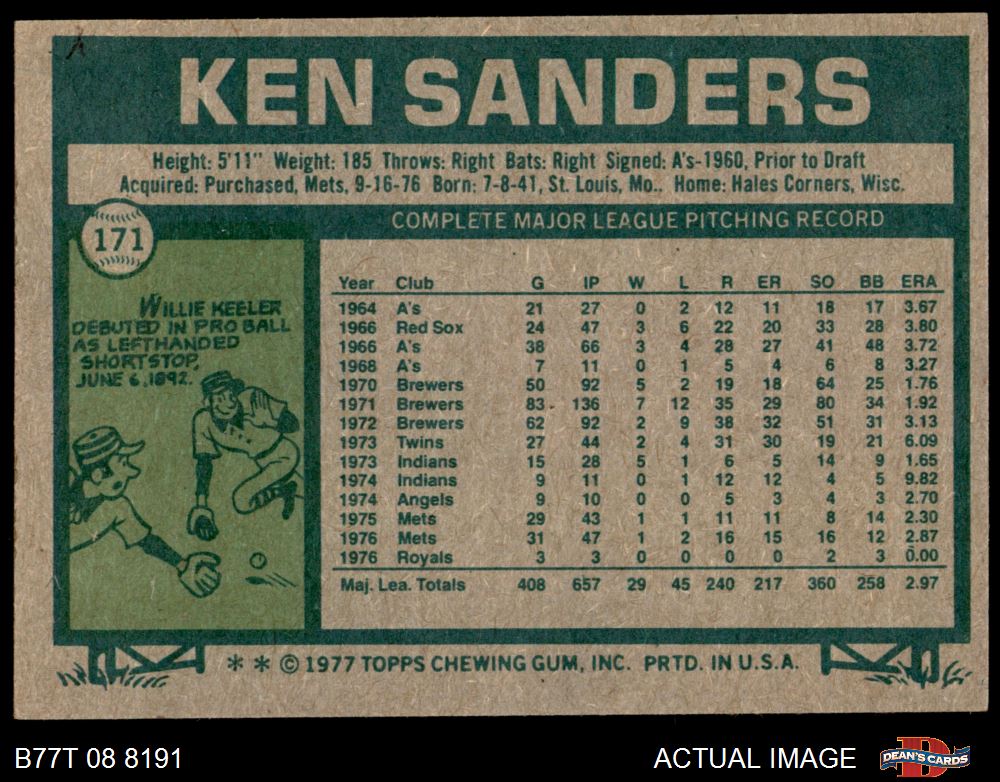 KEN SANDERS
Height: 5'11" Weight: 185 Throws: Right Bats: Right Signed: A's-1960, Prior to Draft
Acquired: Purchased, Mets, 9-16-76 Born: 7-8-41, St. Louis, Mo.. Home: Hales Corners, Wisc.
171
COMPLETE MAJOR LEAGUE PITCHING RECORD
WILLIE KEELER
DEBUTED IN PRO BALL
AS LEFTHANDED
SHORTSTOP,
JUNE 6, 1892.
Year Club G IP W L R ER SO BB ERA
1964 A's 21 27 0 2 12 11 18 17 3.67
1966 Red Sox 24 47 3 6 22 20 33 28 3.80
1966 A's 38 66 3 4 28 27 41 48 3.72
1968 A's 7 11 0 1 5 4 6 8 3.27
1970 Brewers 50 92 5 2 19 18 64 25 1.76
1971 Brewers 83 136 7 12 35 29 80 34 1.92
1972 Brewers 62 92 2 9 38 32 51 31 3.13
1973 Twins 27 44 2 4 31 30 19 21 6.09
1973 Indians 15 28 5 1 6 5 14 9 1.65
1974 Indians 9 11 0 1 12 12 4 5 9.82
1974 Angels 9 10 0 0 5 3 4 3 2.70
1975 Mets 29 43 1 1 11 11 8 14 2.30
1976 Mets 31 47 1 2 16 15 16 12 2.87
1976 Royals 3 3 0 0 0 0 2 3 0.00
Maj. Lea. Totals 408 657 29 45 240 217 360 258 2.97
* * © 1977 TOPPS CHEWING GUM, INC. PRTD. IN U.S.A.
B77T 08 8191
ACTUAL IMAGE
D
DEAN'S CARDS